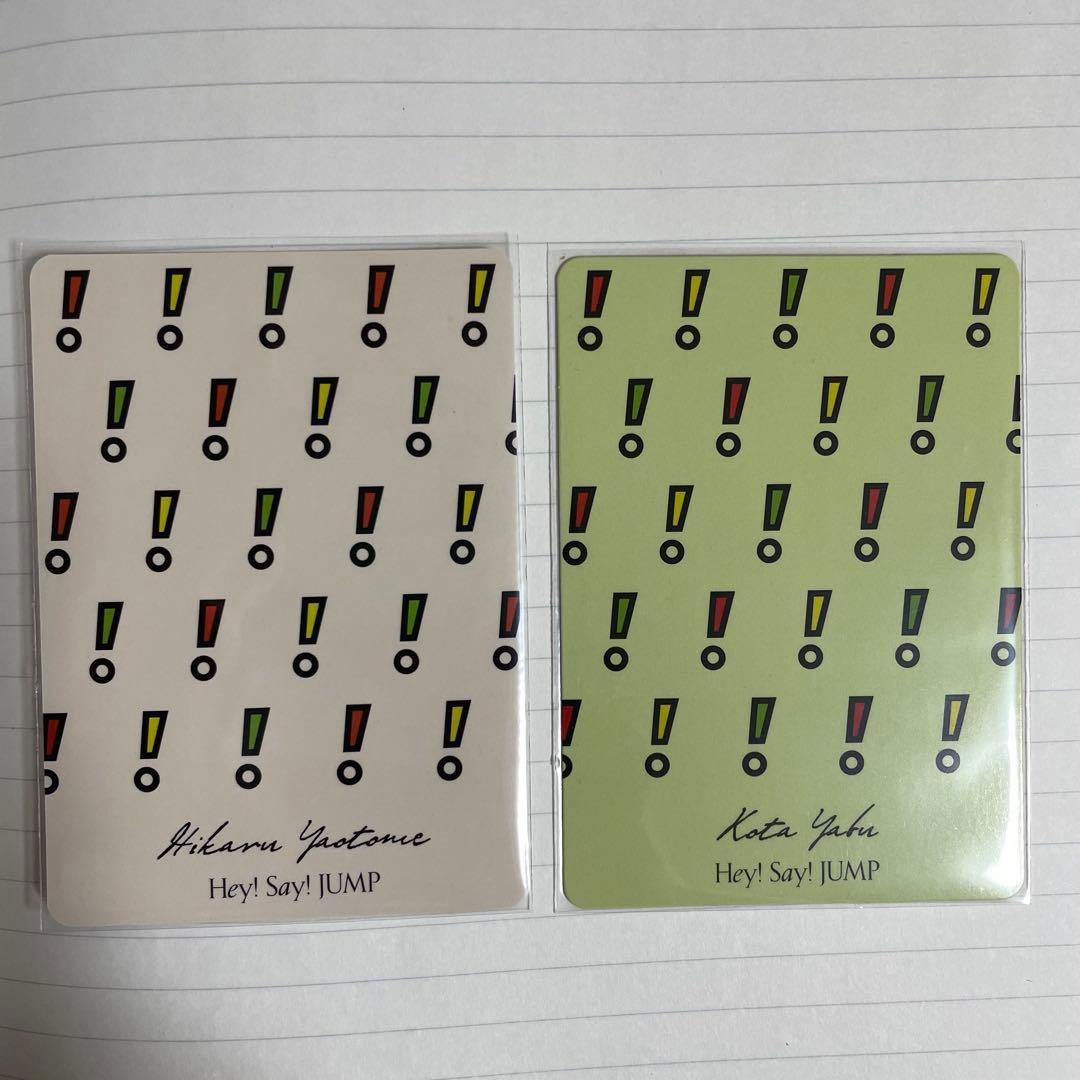 Hikaru Yaotome
Hey! Say! JUMP
Kota Yabu
Hey! Say! JUMP